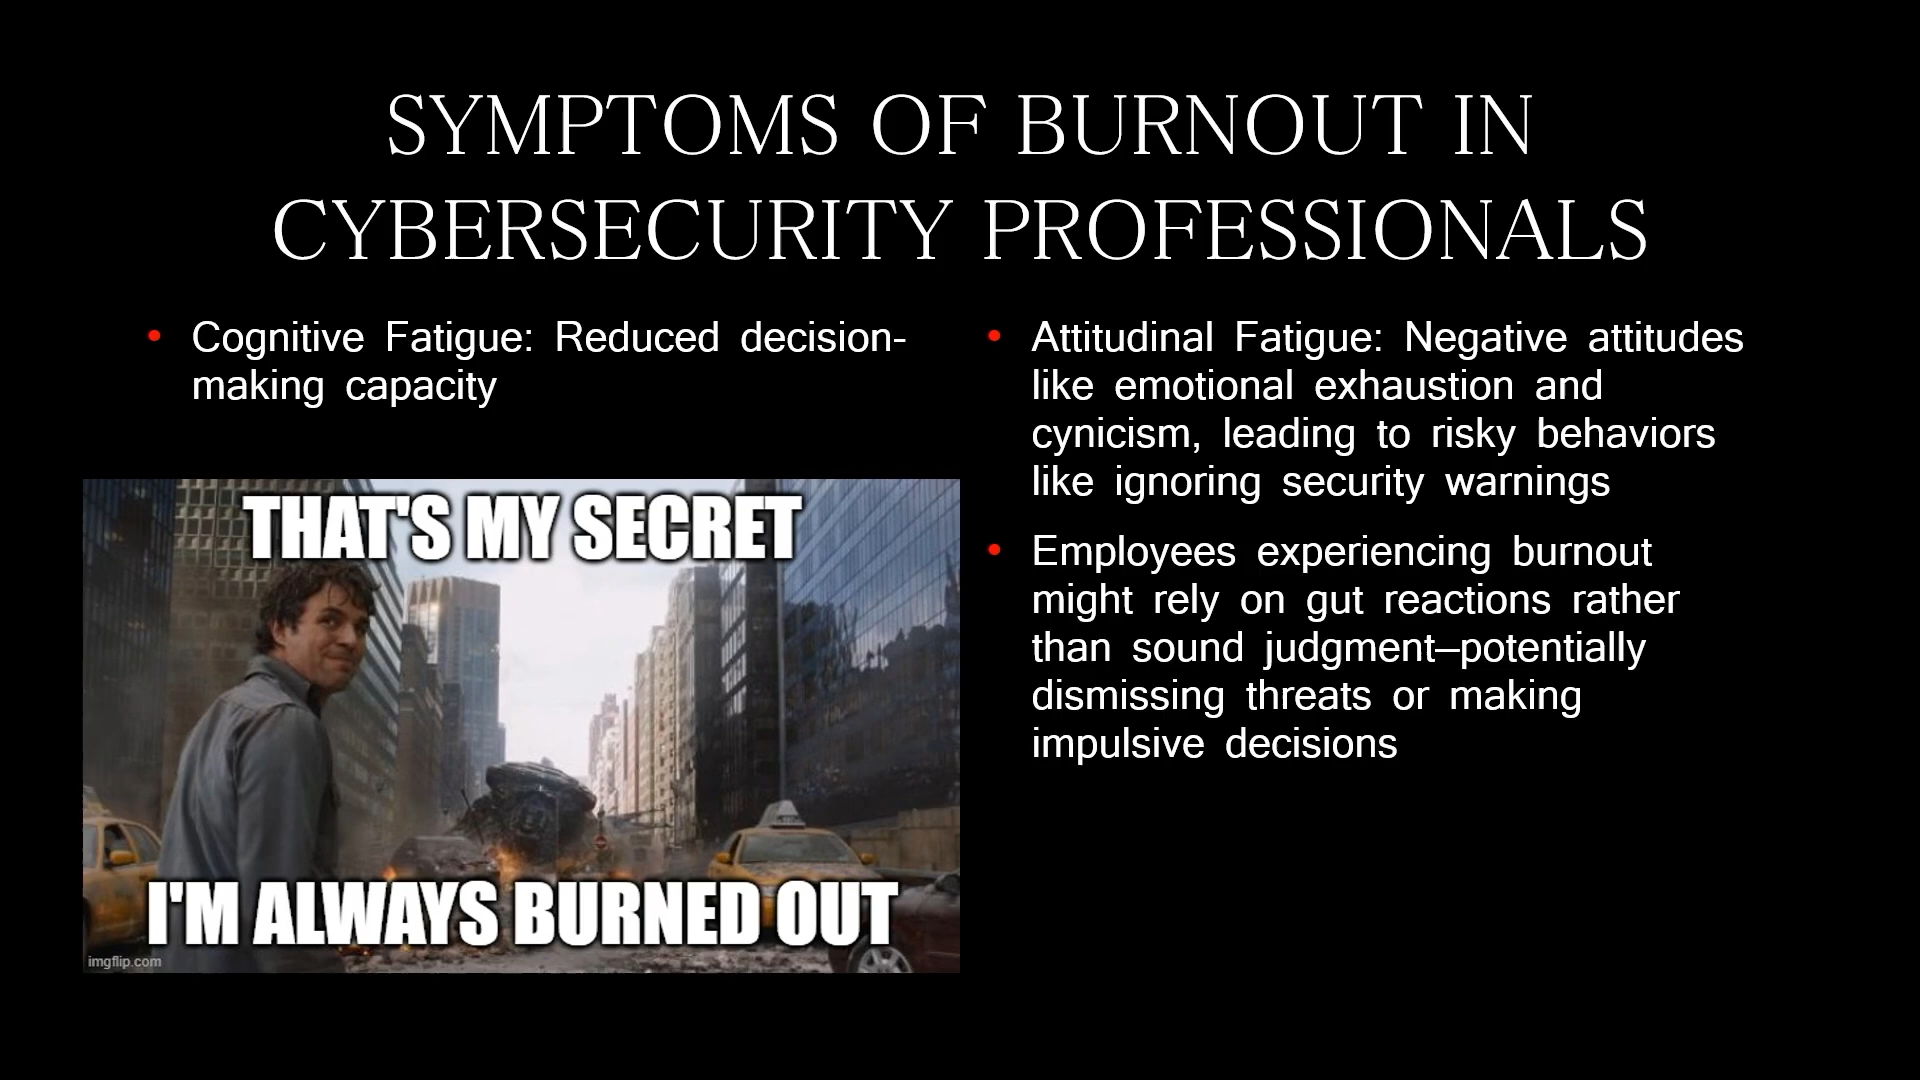 SYMPTOMS OF BURNOUT IN
CYBERSECURITY PROFESSIONALS
• Cognitive Fatigue: Reduced decision-
making capacity
THAT'S MY SECRET
I'M ALWAYS BURNED OUT
imgflip.com
• Attitudinal Fatigue: Negative attitudes
like emotional exhaustion and
cynicism, leading to risky behaviors
like ignoring security warnings
• Employees experiencing burnout
might rely on gut reactions rather
than sound judgment—potentially
dismissing threats or making
impulsive decisions